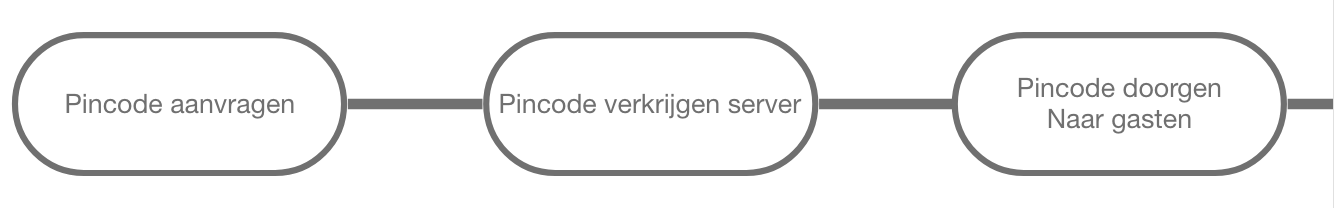 Pincode aanvragen
Pincode verkrijgen server
Pincode doorgen
Naar gasten